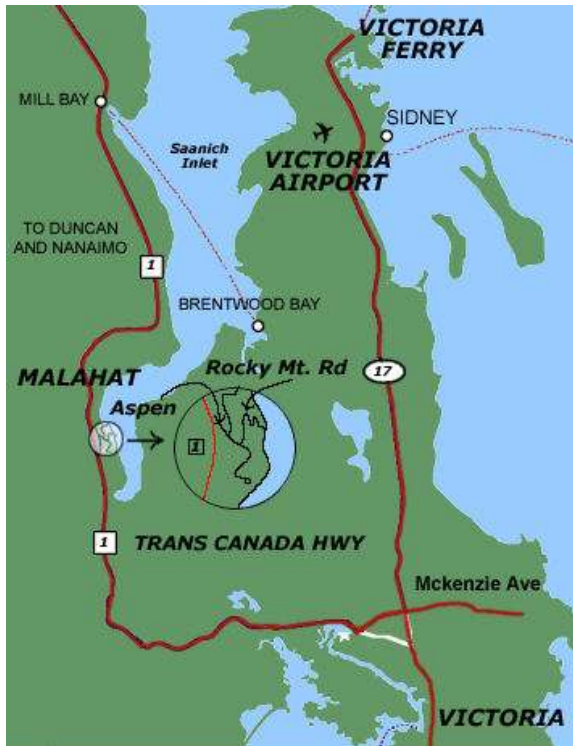 VICTORIA
FERRY
MILL BAY
SIDNEY
Saanich
Inlet
VICTORIA
AIRPORT
TO DUNCAN
AND NANAIMO
1
BRENTWOOD BAY
Rocky Mt. Rd
17
MALAHAT
Aspen
1
1
TRANS CANADA HWY
Mckenzie Ave
VICTORIA